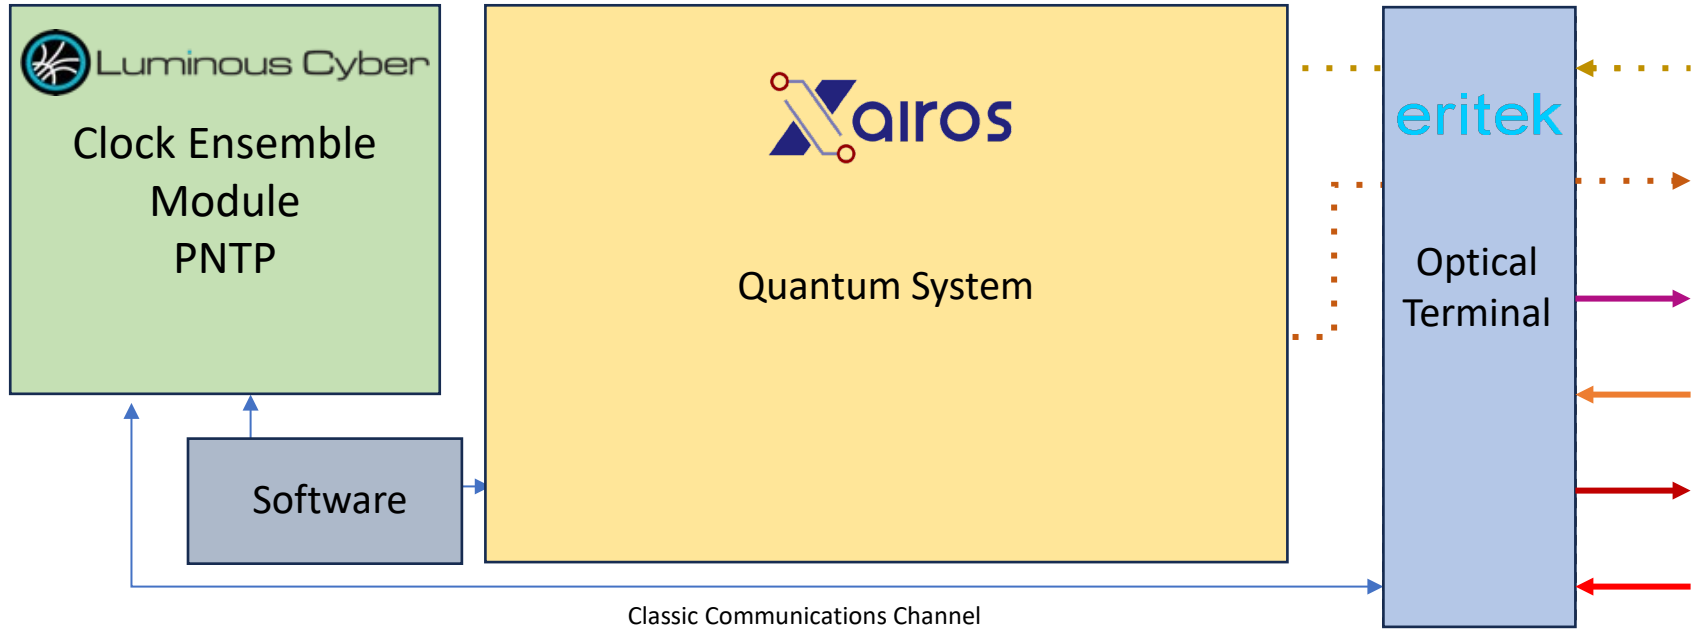 Luminous Cyber
Clock Ensemble
Module
PNTP
Xairos
Quantum System
eritek
Optical
Terminal
Software
Classic Communications Channel